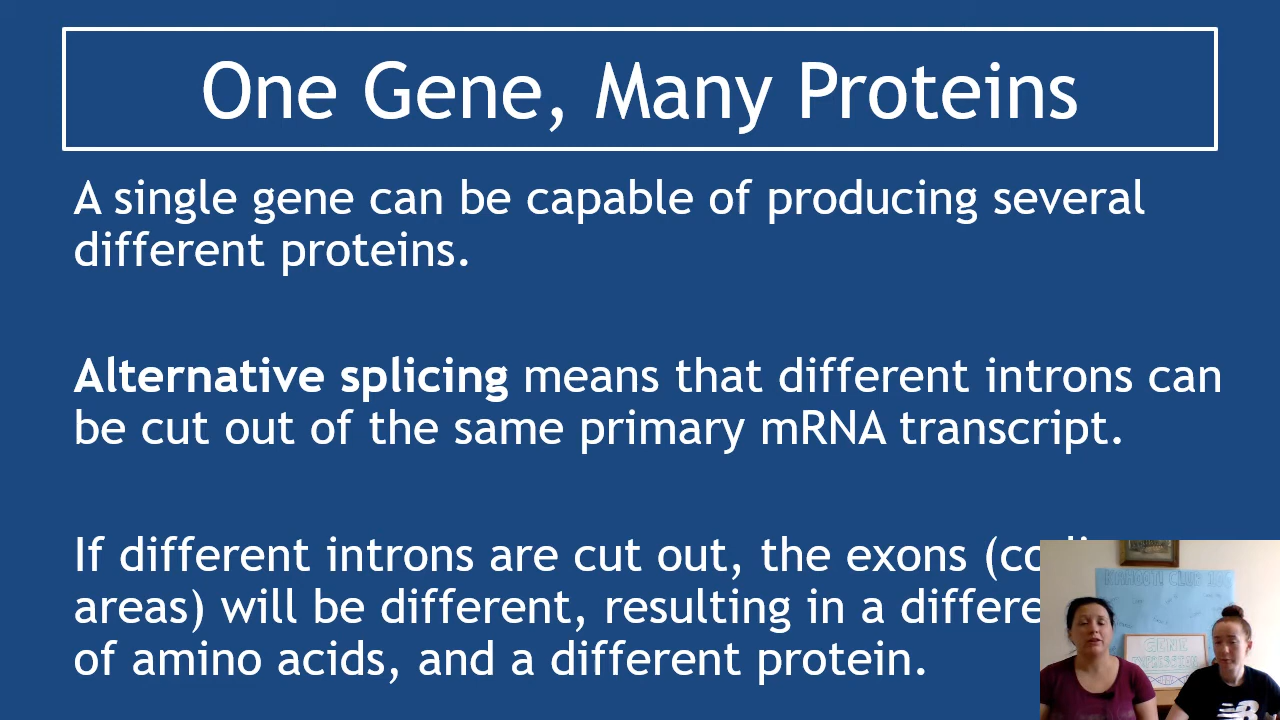 One Gene, Many Proteins
A single gene can be capable of producing several
different proteins.
Alternative splicing means that different introns can
be cut out of the same primary mRNA transcript.
If different introns are cut out, the exons
areas) will be different, resulting in a
of amino acids, and a different protein.
GENE
EXPRESSION